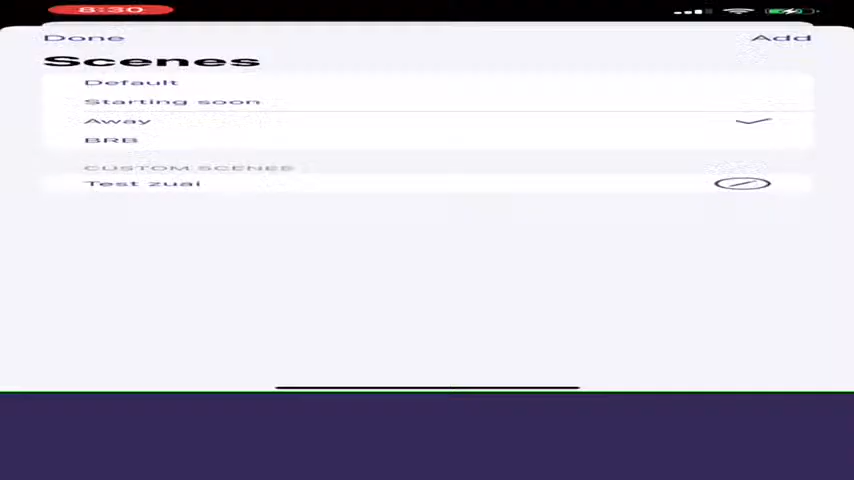 8:30
Done
Add
Scenes
Default
Starting soon
Away
BRB
CUSTOM SCENES
Test zuai